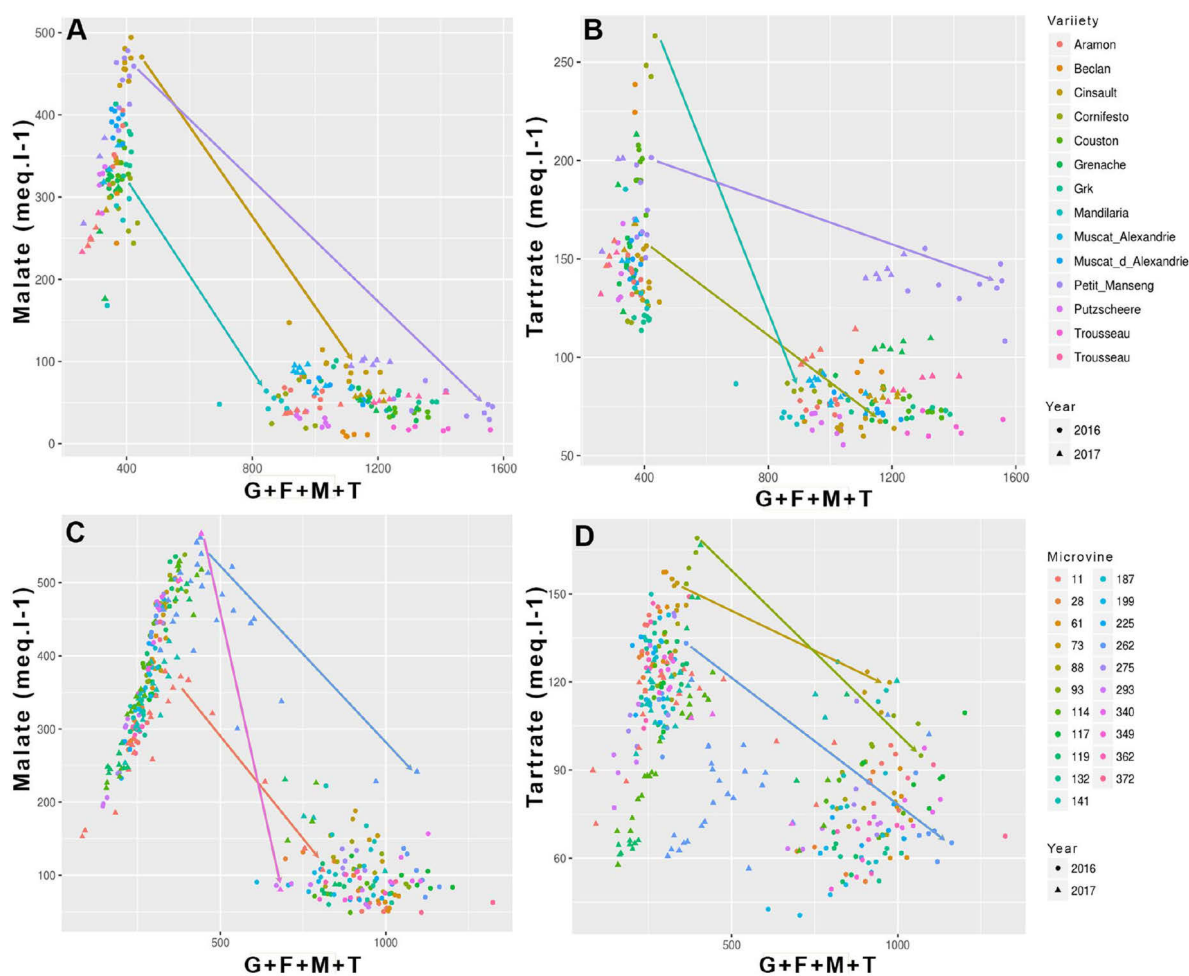 A
Malate (meq.l-1)
500
400
300
200
100
0
400
800
1200
1600
G+F+M+T
B
Tartrate (meq.l-1)
250
200
150
100
50
400
800
1200
1600
G+F+M+T
Variiety
Aramon
Beclan
Cinsault
Cornifesto
Couston
Grenache
Grk
Mandilaria
Muscat_Alexandrie
Muscat_d_Alexandrie
Petit_Manseng
Putzscheere
Trousseau
Trousseau
Year
2016
2017
C
Malate (meq.l-1)
500
400
300
200
100
500
1000
G+F+M+T
D
Tartrate (meq.l-1)
150
120
90
60
500
1000
G+F+M+T
Microvine
11 187
28 199
61 225
73 262
88 275
93 293
114 340
117 349
119 362
132 372
141
Year
2016
2017